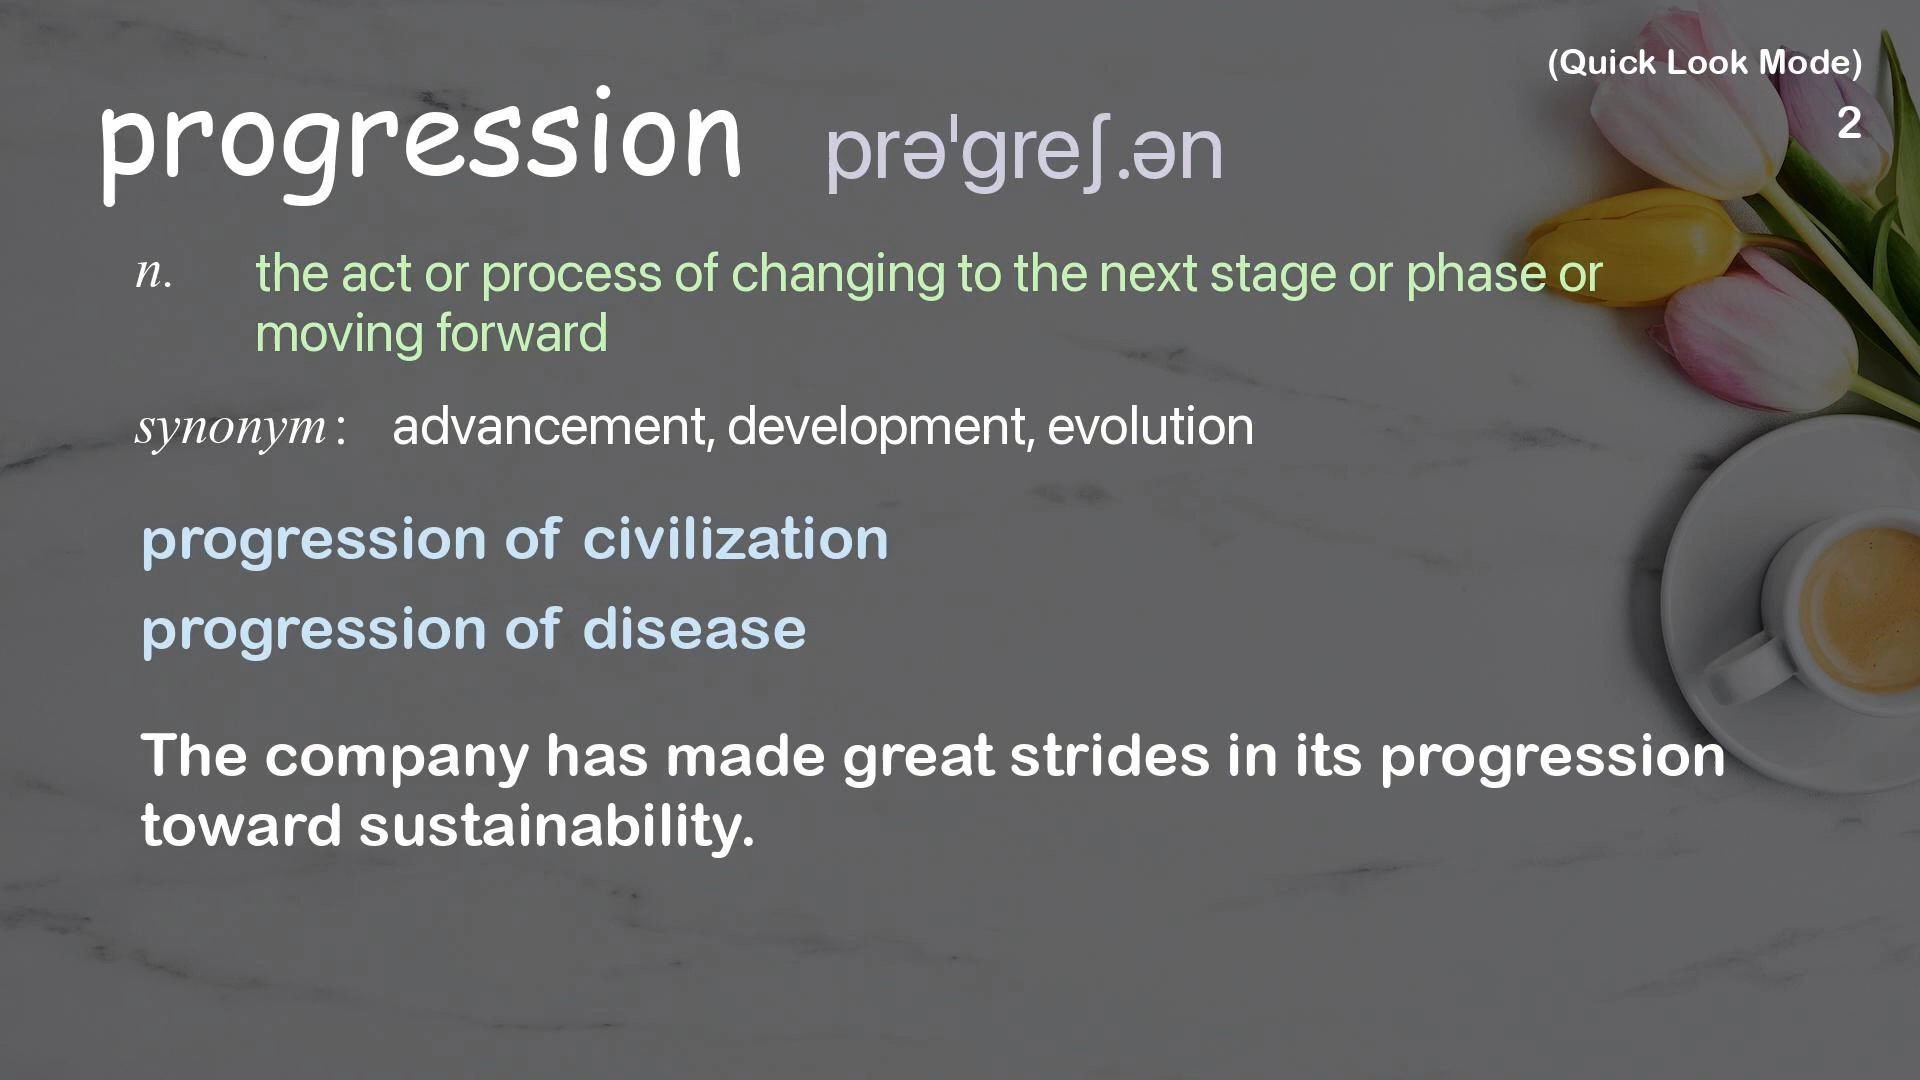 (Quick Look Mode)
2
progression prəˈɡreʃ.ən
n. the act or process of changing to the next stage or phase or
moving forward
synonym : advancement, development, evolution
progression of civilization
progression of disease
The company has made great strides in its progression
toward sustainability.